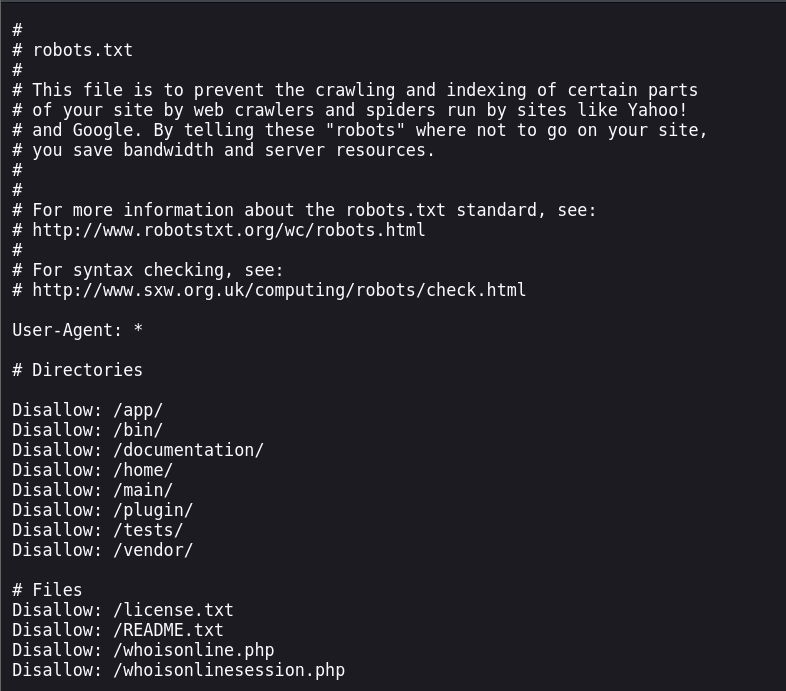 #
# robots.txt
#
# This file is to prevent the crawling and indexing of certain parts
# of your site by web crawlers and spiders run by sites like Yahoo!
# and Google. By telling these "robots" where not to go on your site,
# you save bandwidth and server resources.
#
#
# For more information about the robots.txt standard, see:
# http://www.robotstxt.org/wc/robots.html
#
# For syntax checking, see:
# http://www.sxw.org.uk/computing/robots/check.html
User-Agent: *
# Directories
Disallow: /app/
Disallow: /bin/
Disallow: /documentation/
Disallow: /home/
Disallow: /main/
Disallow: /plugin/
Disallow: /tests/
Disallow: /vendor/
# Files
Disallow: /license.txt
Disallow: /README.txt
Disallow: /whoisonline.php
Disallow: /whoisonlinesession.php